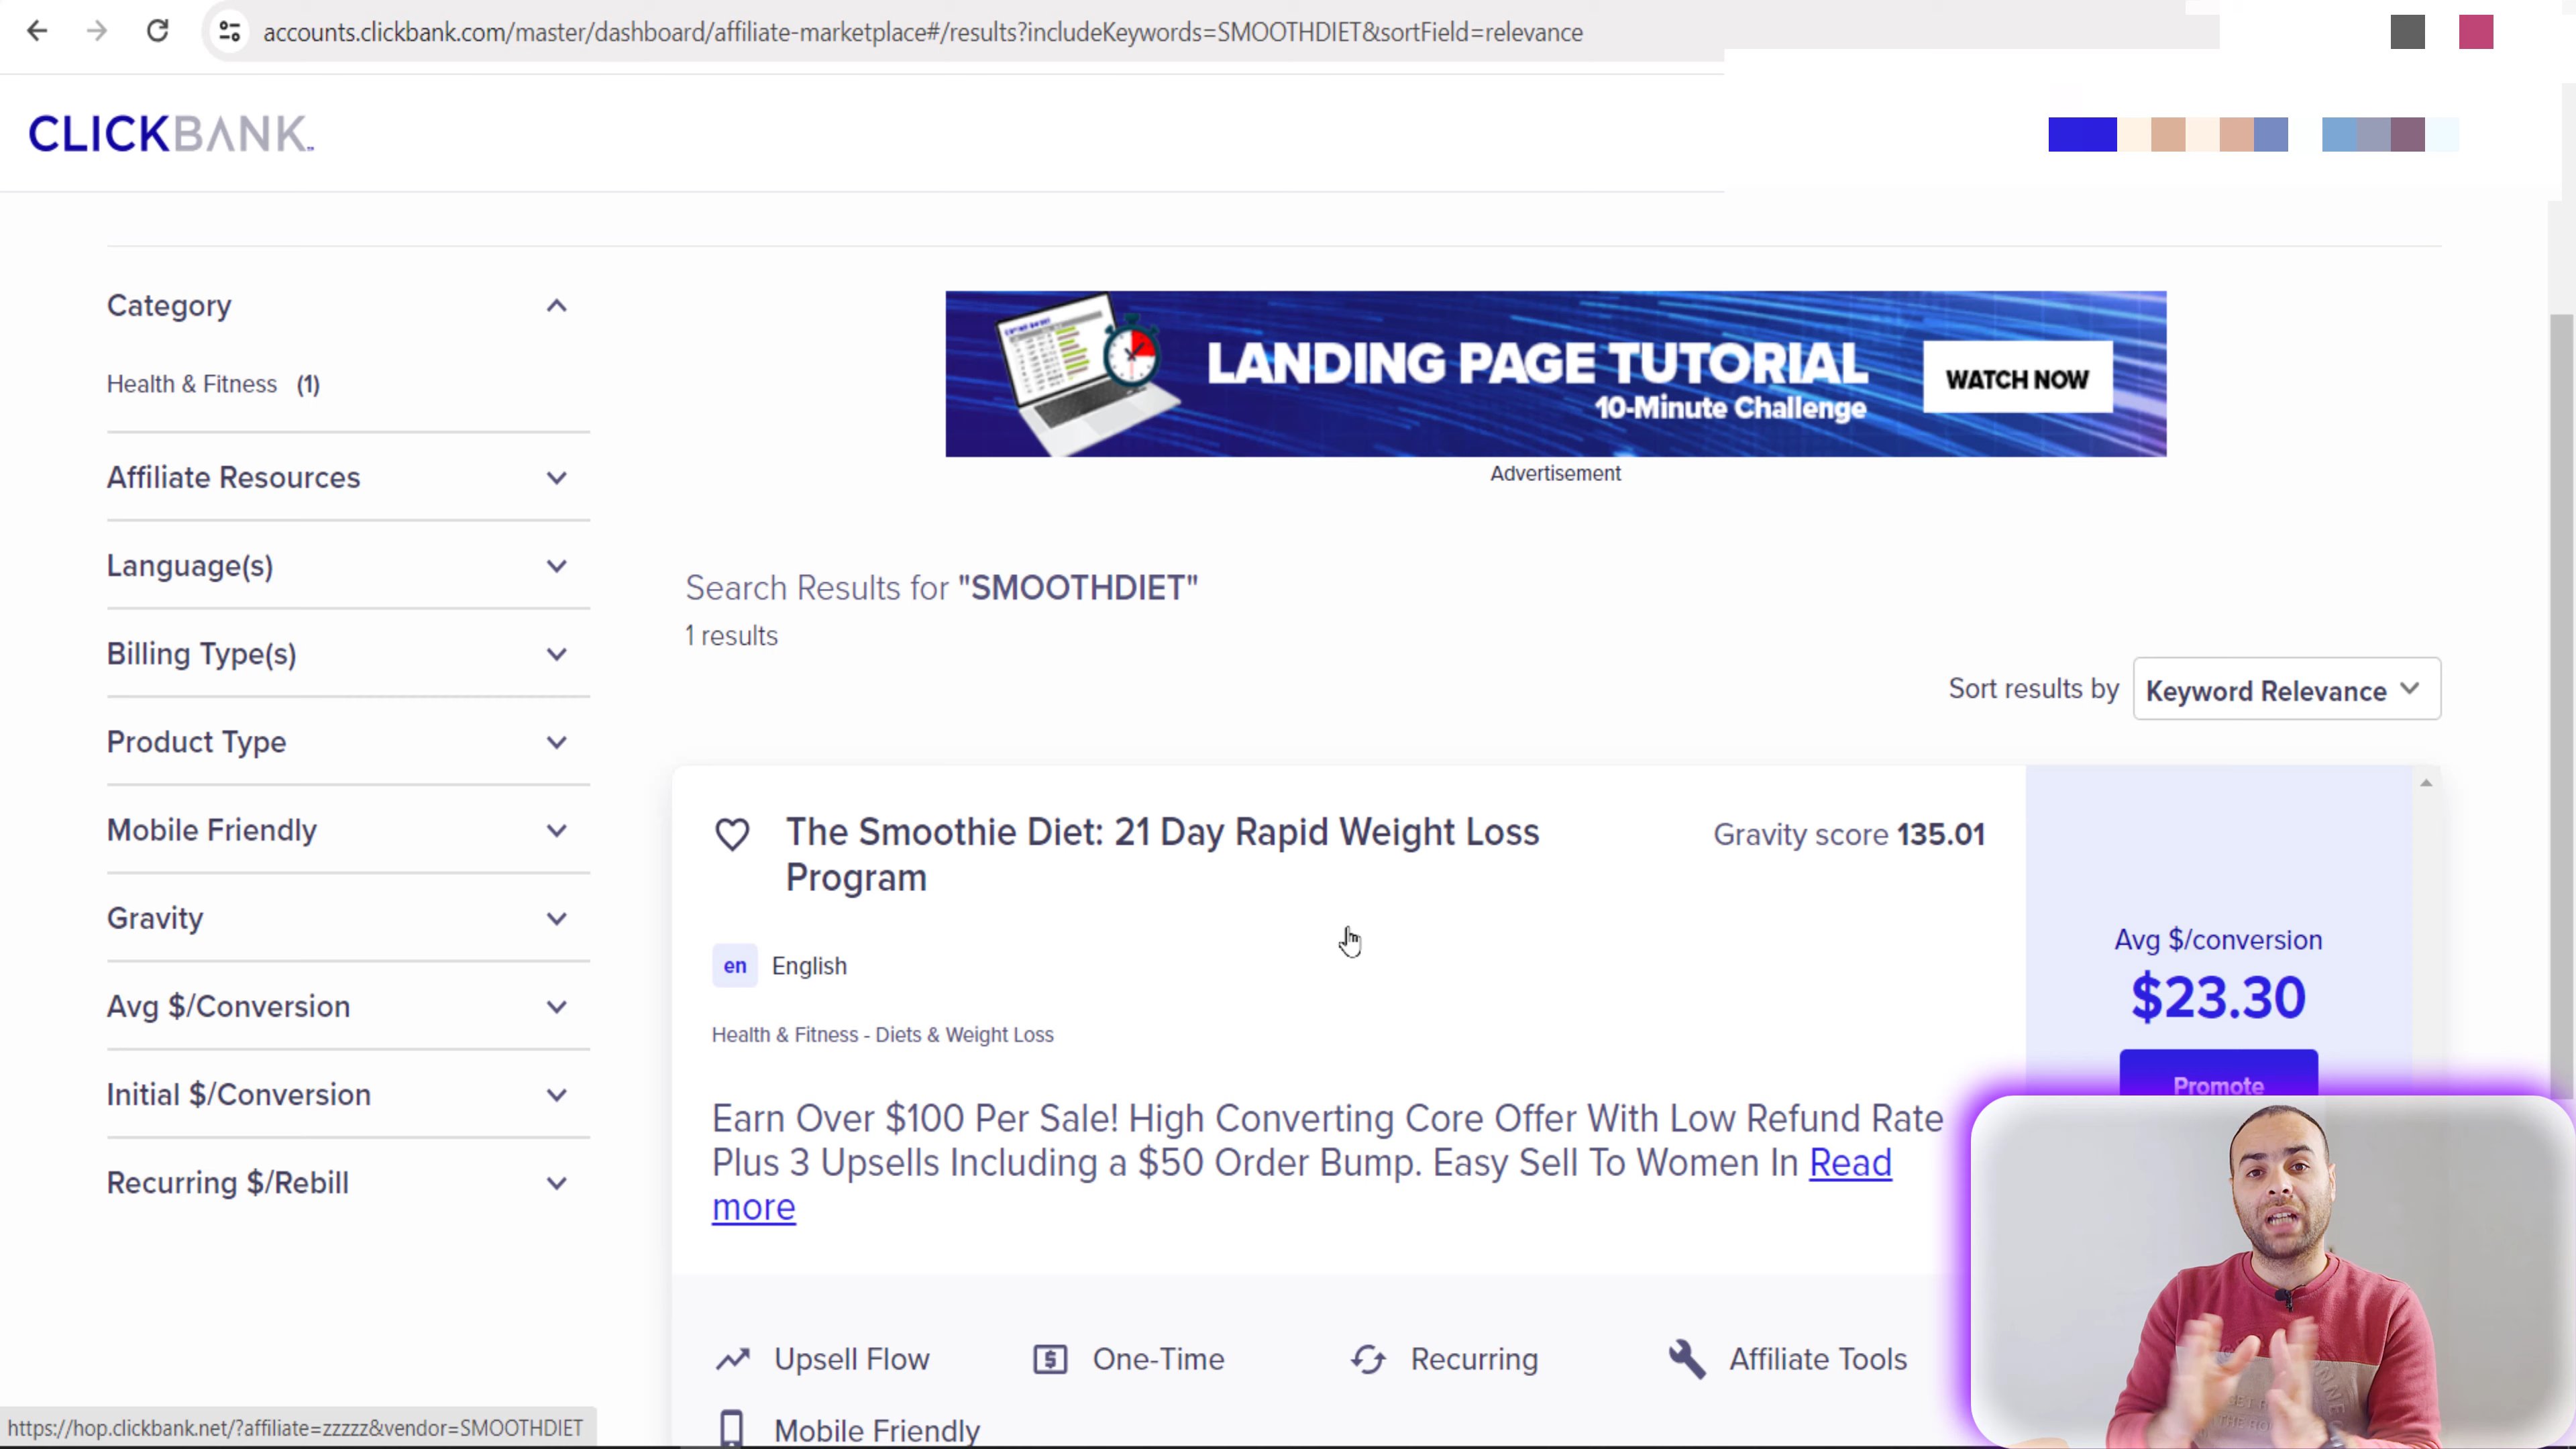 accounts.clickbank.com/master/dashboard/affiliate-marketplace#/results?includeKeywords=SMOOTHDIET&sortField=relevance
CLICKBANK
Category
Health & Fitness (1)
Affiliate Resources
Language(s)
Billing Type(s)
Product Type
Mobile Friendly
Gravity
Avg $/Conversion
Initial $/Conversion
Recurring $/Rebill
LANDING PAGE TUTORIAL
10-Minute Challenge
WATCH NOW
Advertisement
Search Results for "SMOOTHDIET"
1 results
Sort results by Keyword Relevance
The Smoothie Diet: 21 Day Rapid Weight Loss
Program
Gravity score 135.01
en English
Health & Fitness - Diets & Weight Loss
Earn Over $100 Per Sale! High Converting Core Offer With Low Refund Rate
Plus 3 Upsells Including a $50 Order Bump. Easy Sell To Women In Read
more
Avg $/conversion
$23.30
Promote
Upsell Flow
One-Time
Recurring
Affiliate Tools
Mobile Friendly
https://hop.clickbank.net/?affiliate=zzzzz&vendor=SMOOTHDIET